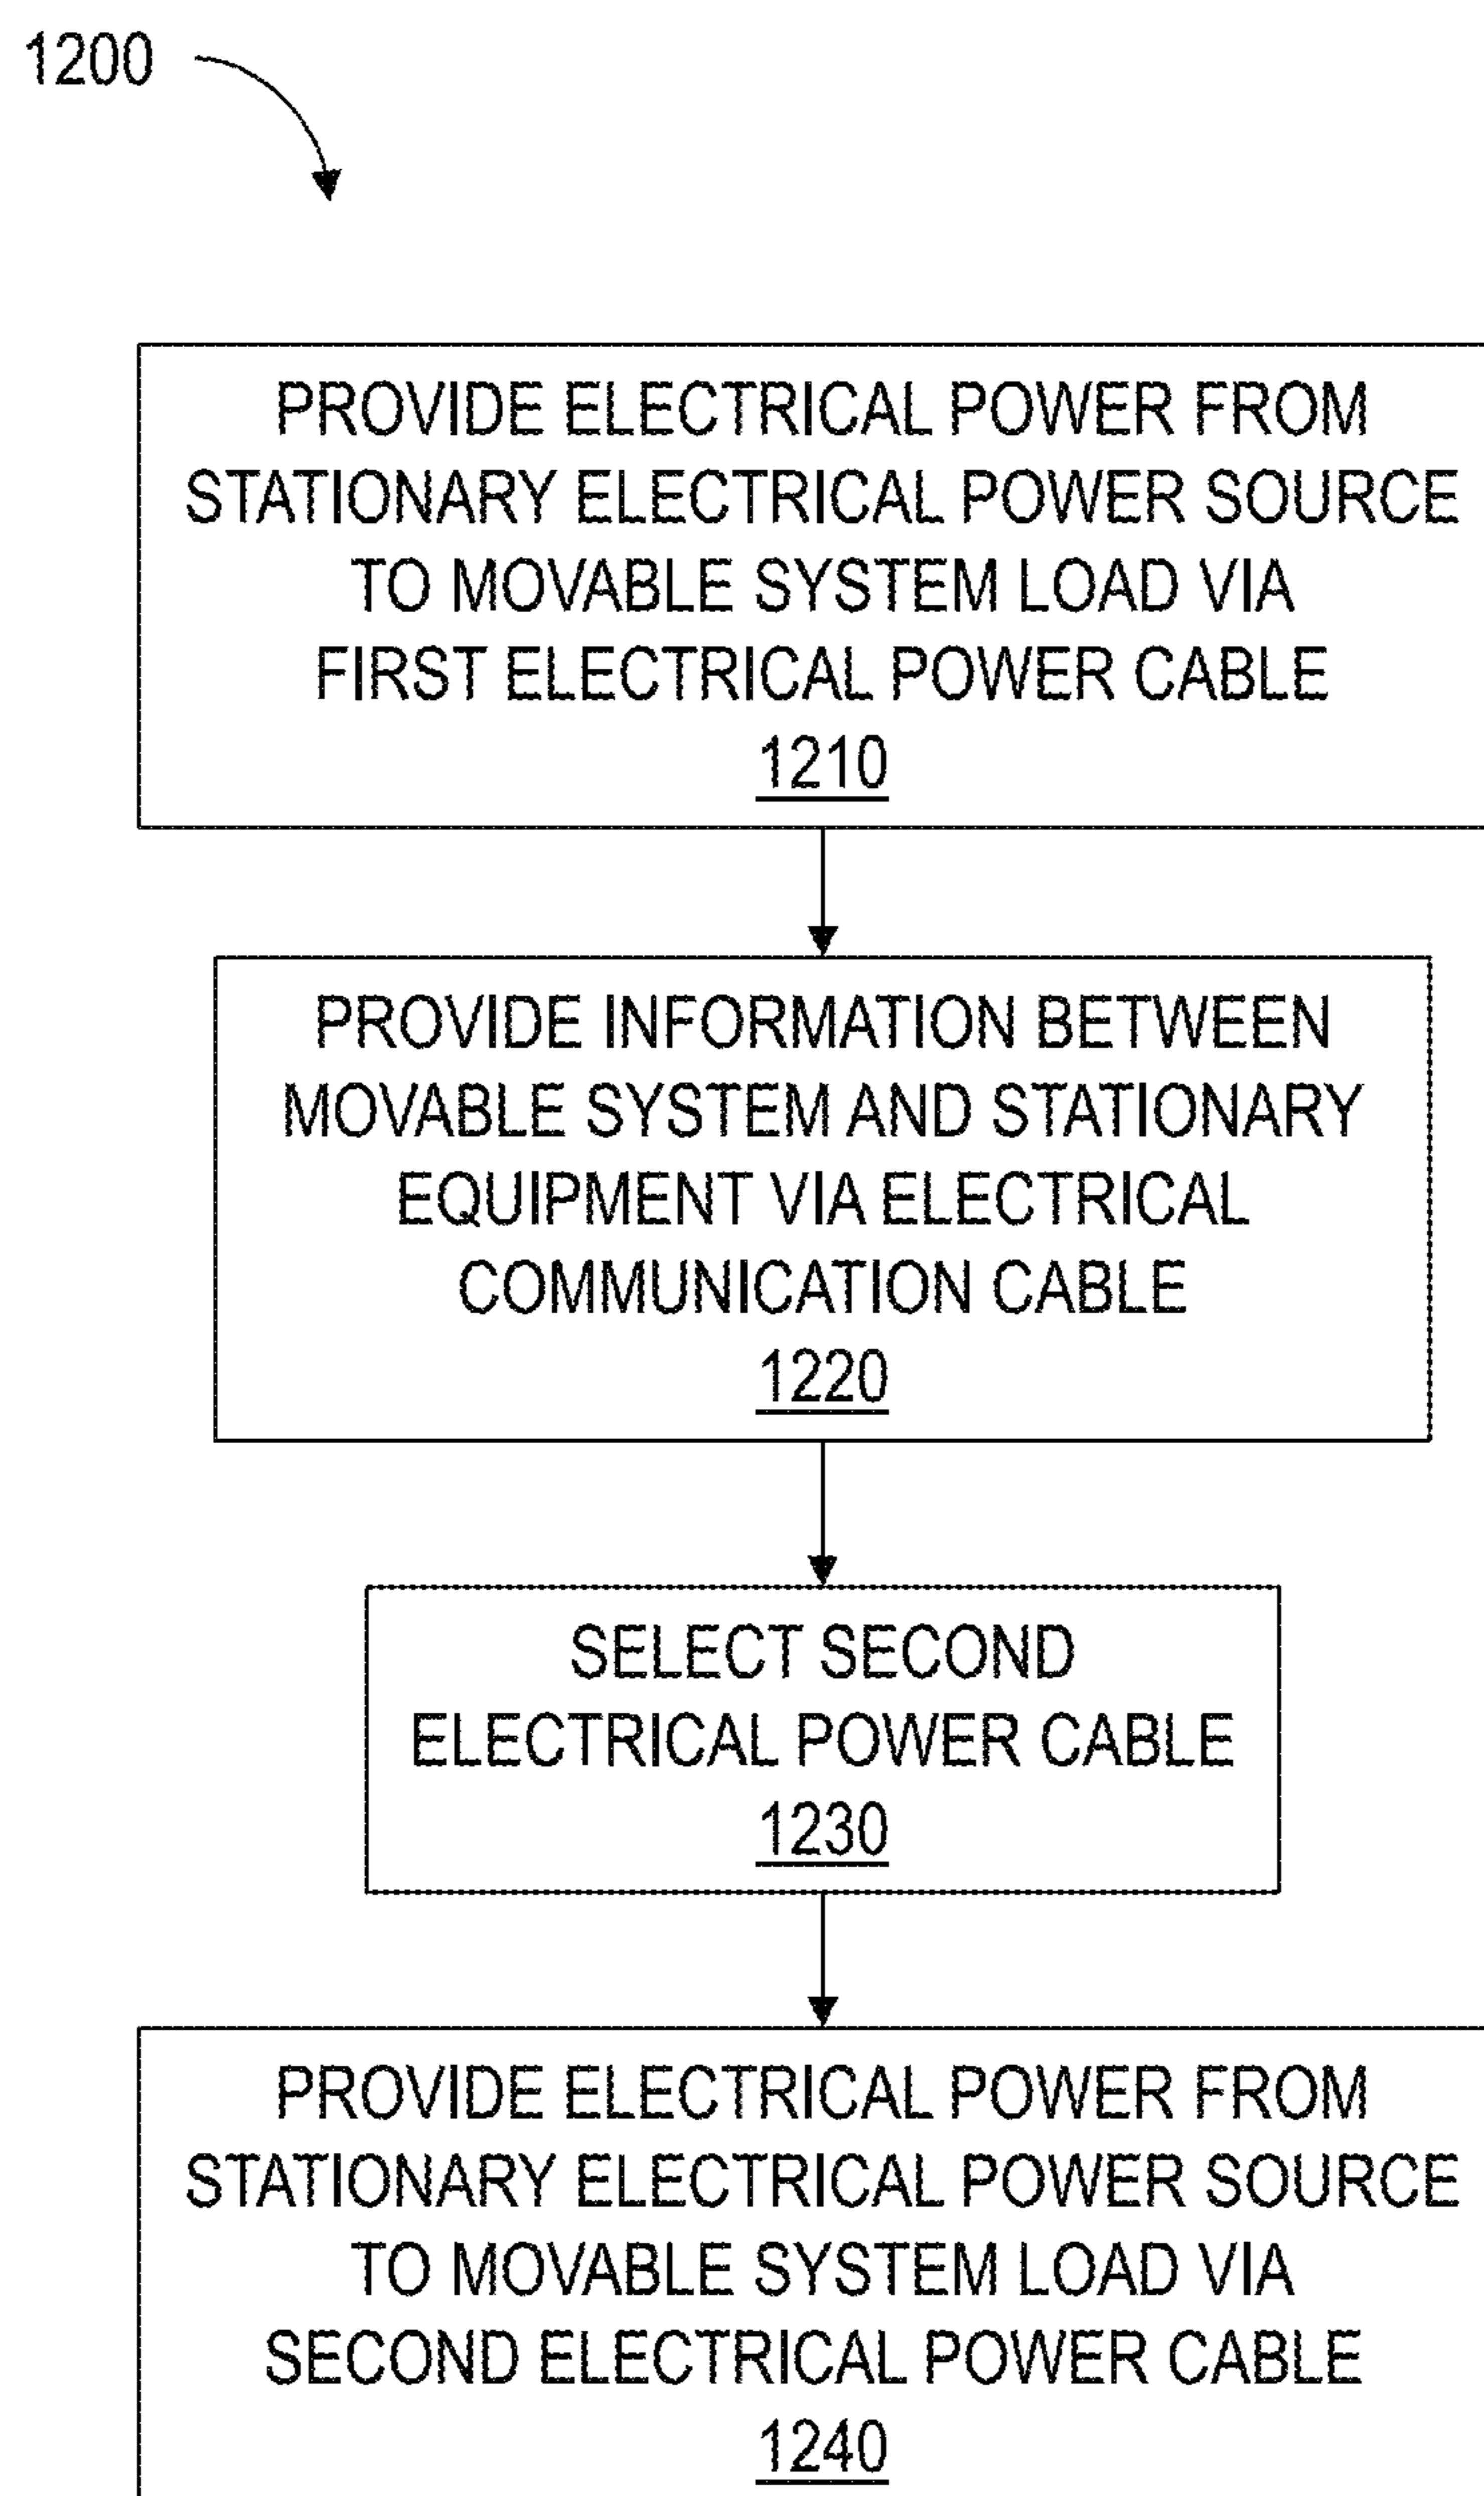 1200
PROVIDE ELECTRICAL POWER FROM
STATIONARY ELECTRICAL POWER SOURCE
TO MOVABLE SYSTEM LOAD VIA
FIRST ELECTRICAL POWER CABLE
1210
PROVIDE INFORMATION BETWEEN
MOVABLE SYSTEM AND STATIONARY
EQUIPMENT VIA ELECTRICAL
COMMUNICATION CABLE
1220
SELECT SECOND
ELECTRICAL POWER CABLE
1230
PROVIDE ELECTRICAL POWER FROM
STATIONARY ELECTRICAL POWER SOURCE
TO MOVABLE SYSTEM LOAD VIA
SECOND ELECTRICAL POWER CABLE
1240